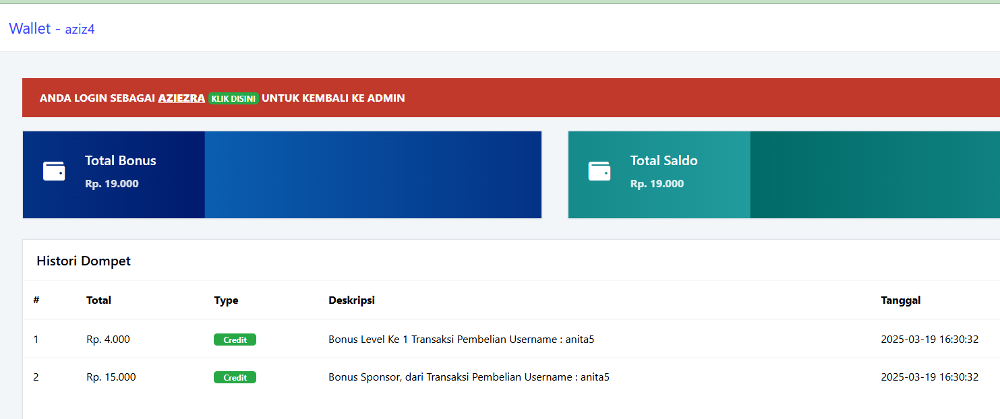 Wallet - aziz4
ANDA LOGIN SEBAGAI AZIEZRA KLIK DISINI UNTUK KEMBALI KE ADMIN
Total Bonus
Rp. 19.000
Total Saldo
Rp. 19.000
Histori Dompet
# Total Type Deskripsi Tanggal
1 Rp. 4.000 Credit Bonus Level Ke 1 Transaksi Pembelian Username : anita5 2025-03-19 16:30:32
2 Rp. 15.000 Credit Bonus Sponsor, dari Transaksi Pembelian Username : anita5 2025-03-19 16:30:32